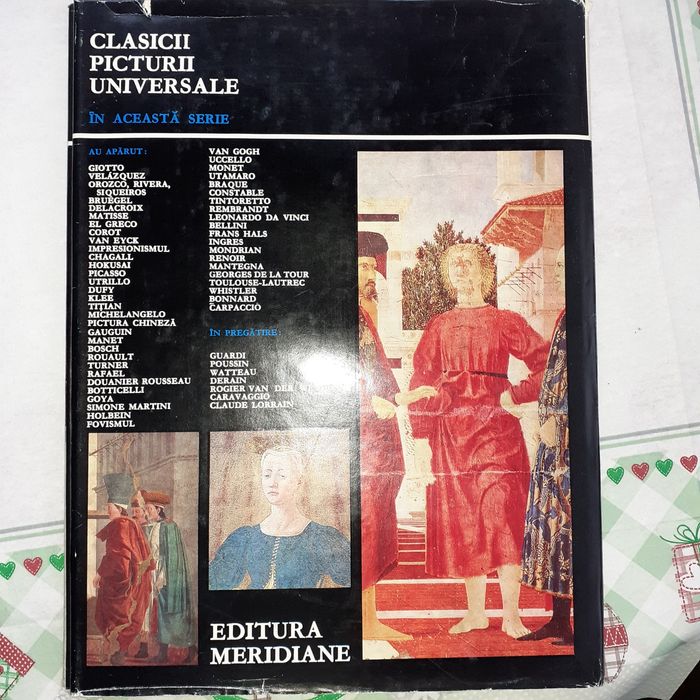 CLASICII
PICTURII
UNIVERSALE
ÎN ACEASTĂ SERIE
AU APĂRUT:
GIOTTO
VELÁZQUEZ
OROZCO, RIVERA,
SIQUEIROS
BRUËGEL
DELACROIX
MATISSE
EL GRECO
COROT
VAN EYCK
IMPRESIONISMUL
CHAGALL
HOKUSAI
PICASSO
UTRILLO
DUFY
KLEE
TIȚIAN
MICHELANGELO
PICTURA CHINEZĂ
GAUGUIN
MANET
BOSCH
ROUAULT
TURNER
RAFAEL
DOUANIER ROUSSEAU
BOTTICELLI
GOYA
SIMONE MARTINI
HOLBEIN
FOVISMUL
VAN GOGH
UCCELLO
MONET
UTAMARO
BRAQUE
CONSTABLE
TINTORETTO
REMBRANDT
LEONARDO DA VINCI
BELLINI
FRANS HALS
INGRES
MONDRIAN
RENOIR
MANTEGNA
GEORGES DE LA TOUR
TOULOUSE-LAUTREC
WHISTLER
BONNARD
CARPACCIO
ÎN PREGĂTIRE:
GUARDI
POUSSIN
WATTEAU
DERAIN
ROGIER VAN DER
CARAVAGGIO
CLAUDE LORRAIN
EDITURA
MERIDIANE